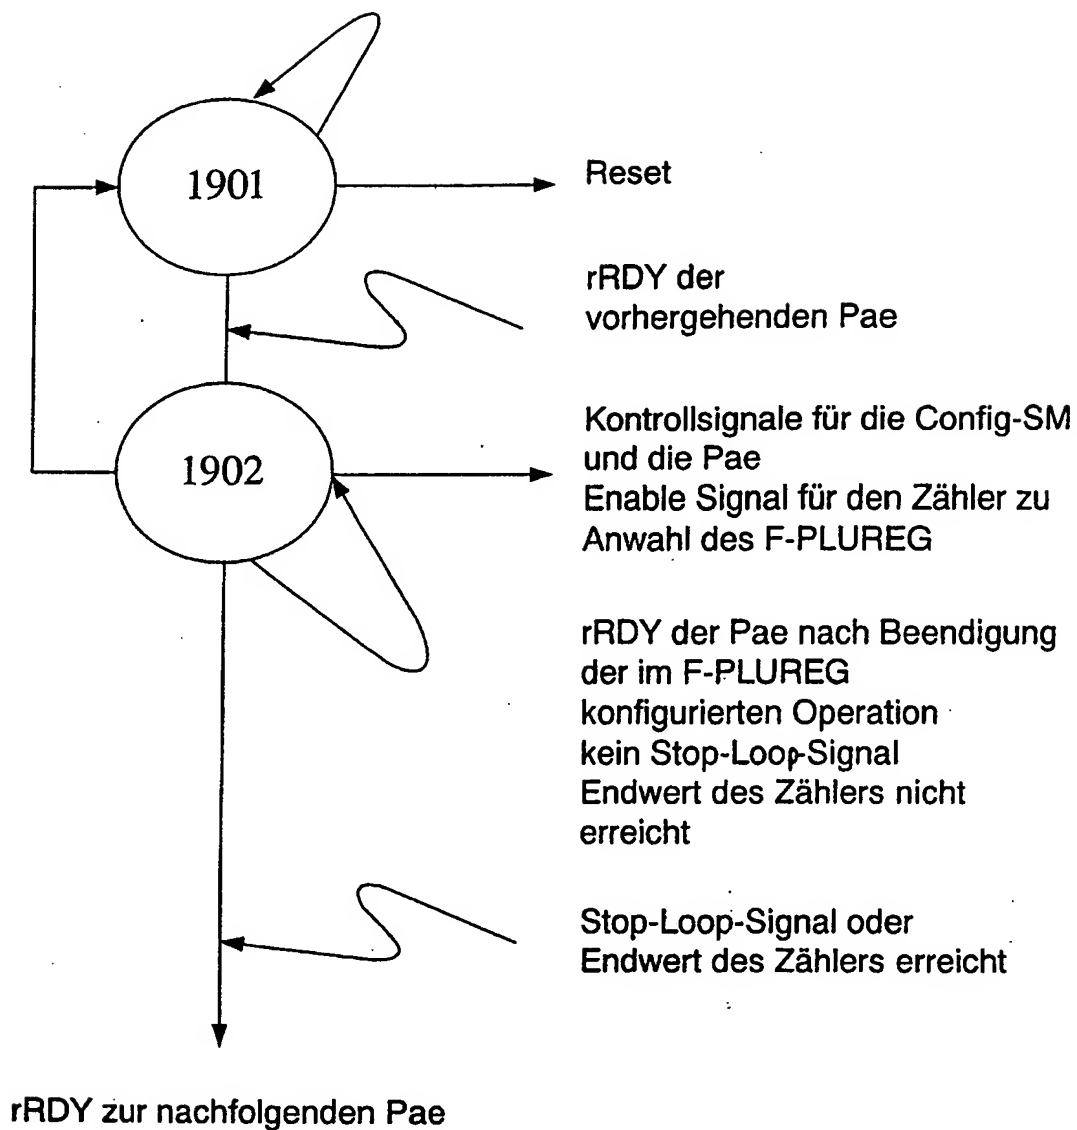 1901
Reset
rRDY der
vorhergehenden Pae
1902
Kontrollsignale für die Config-SM
und die Pae
Enable Signal für den Zähler zu
Anwahl des F-PLUREG
rRDY der Pae nach Beendigung
der im F-PLUREG
konfigurierten Operation
kein Stop-Loop-Signal
Endwert des Zählers nicht
erreicht
Stop-Loop-Signal oder
Endwert des Zählers erreicht
rRDY zur nachfolgenden Pae